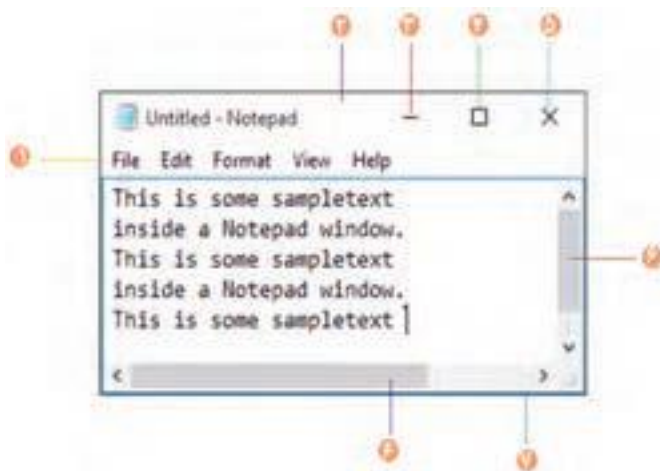 Untitled - Notepad
File Edit Format View Help
This is some sampletext
inside a Notepad window.
This is some sampletext
inside a Notepad window.
This is some sampletext